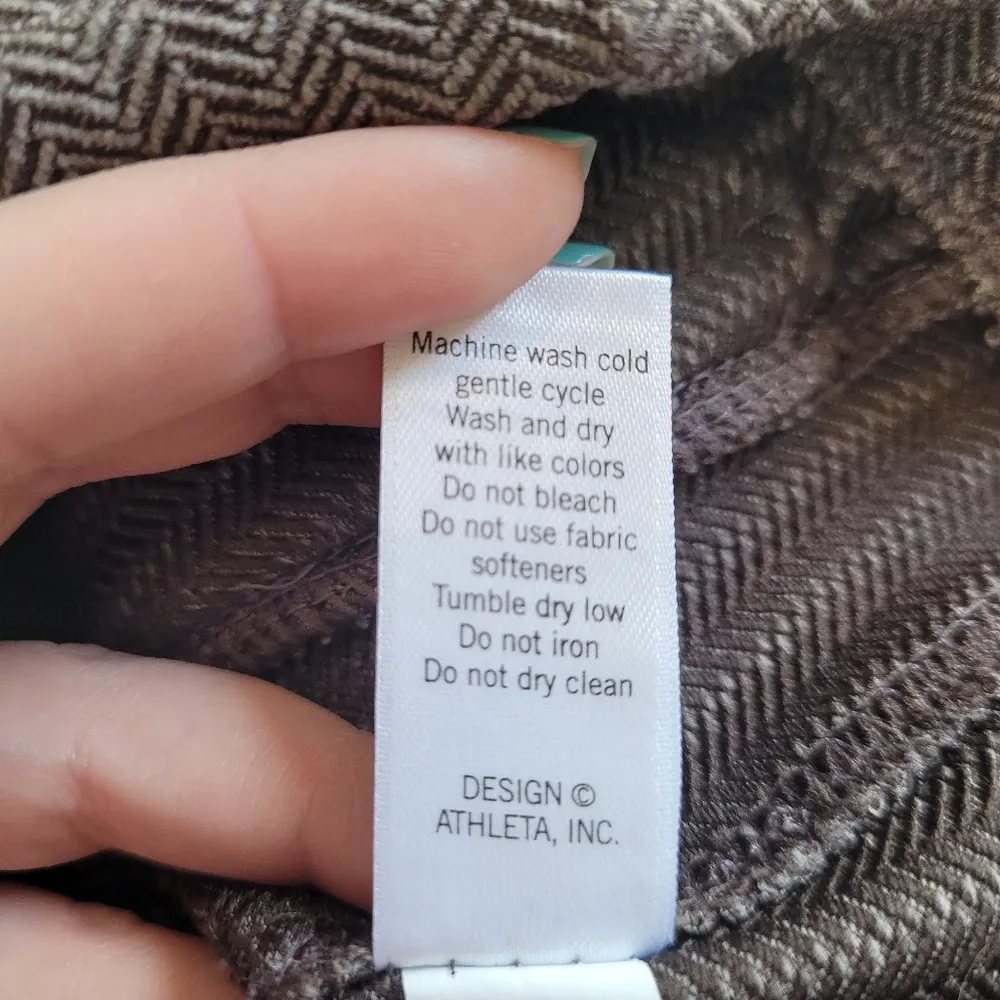 Machine wash cold
gentle cycle
Wash and dry
with like colors
Do not bleach
Do not use fabric
softeners
Tumble dry low
Do not iron
Do not dry clean
DESIGN ©
ATHLETA, INC.